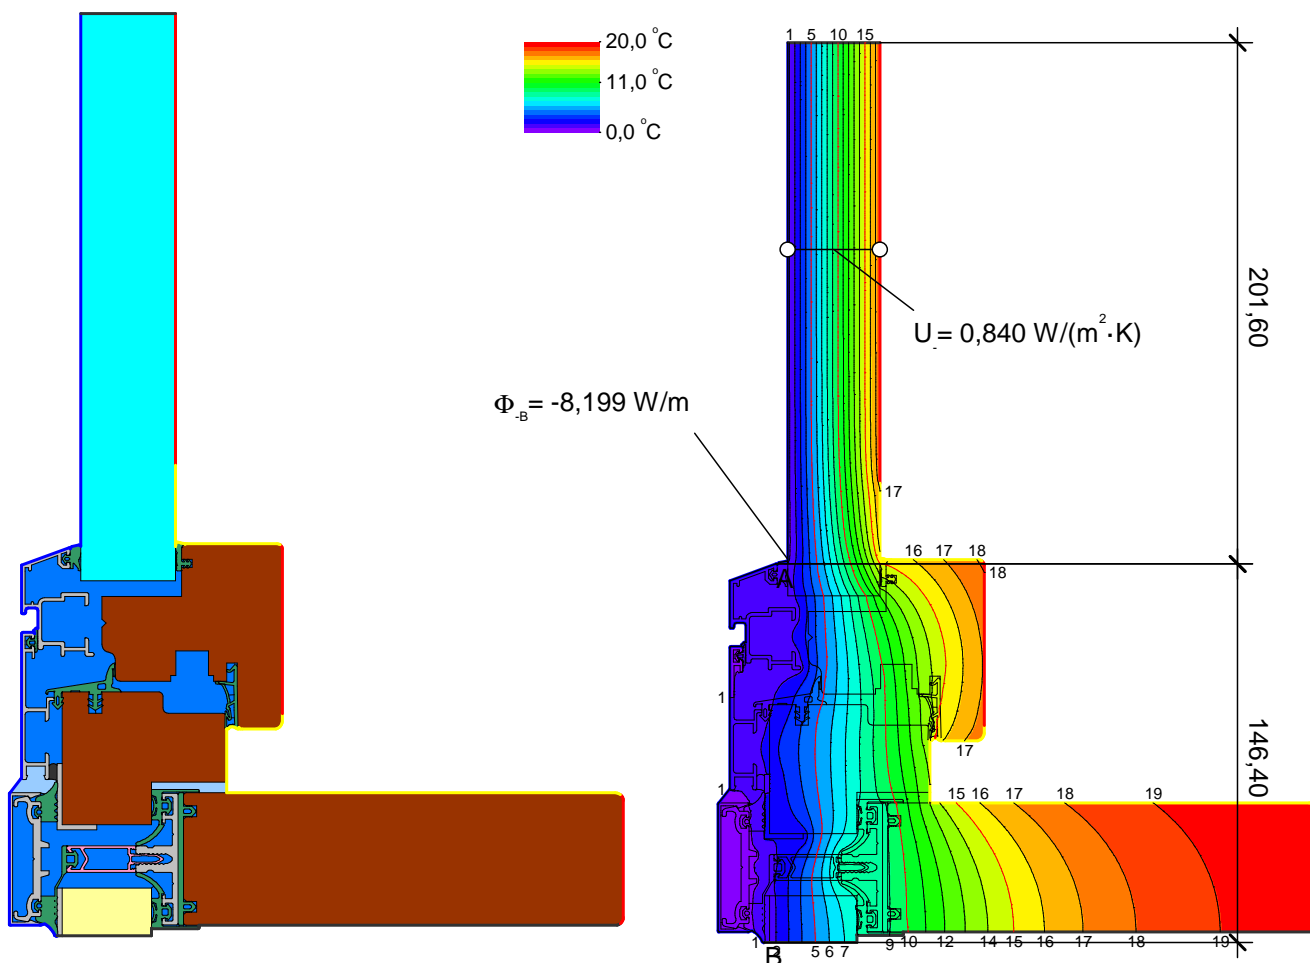 20,0 °C
11,0 °C
0,0 °C
1 5 10 15
201,60
U-= 0,840 W/(m²·K)
Φ-B= -8,199 W/m
17
16 17 18
A
18
1
17
146,40
1
15 16 17 18 19
1 2 5 6 7 9 10 12 14 15 16 17 18 19
B